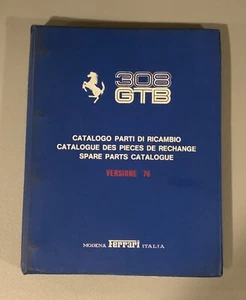 308
GTB
CATALOGO PARTI DI RICAMBIO
CATALOGUE DES PIECES DE RECHANGE
SPARE PARTS CATALOGUE
VERSIONE 76
MODENA Ferrari ITALIA